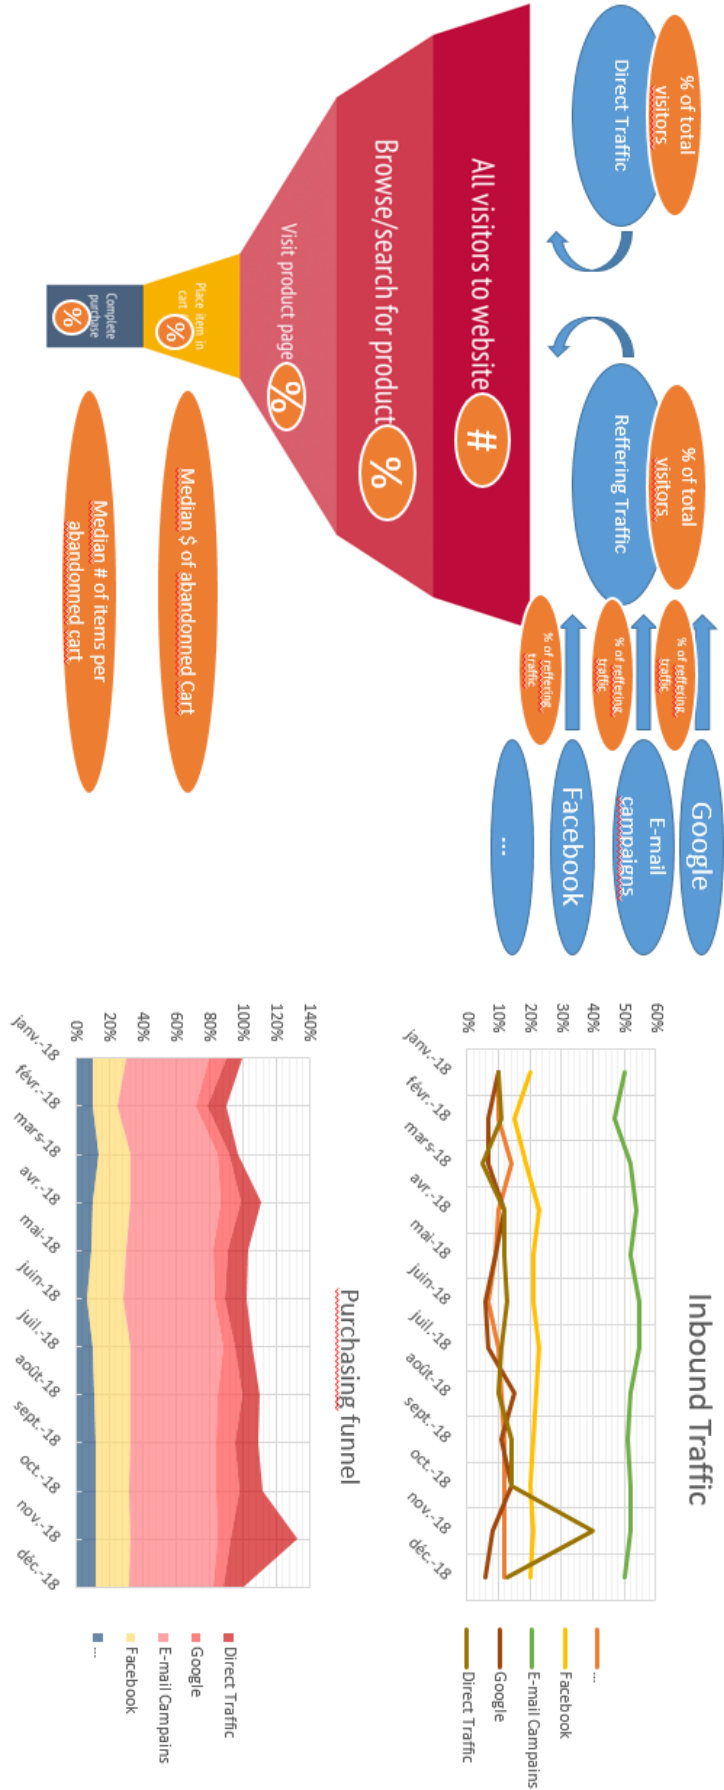 % of total
visitors
Direct Traffic
% of total
visitors
Reffering Traffic
% of reffering
traffic
% of reffering
traffic
% of reffering
traffic
Google
E-mail
campaigns
Facebook
...
All visitors to website
#
Browse/search for product
%
Visit product page
%
Place item in
cart
%
Complete
purchase
%
Median $ of abandonned Cart
Median # of items per
abandonned cart
Inbound Traffic
60%
50%
40%
30%
20%
10%
0%
janv.-18
févr.-18
mars-18
avr.-18
mai-18
juin-18
juil.-18
août-18
sept.-18
oct.-18
nov.-18
déc.-18
...
Facebook
E-mail Campains
Google
Direct Traffic
Purchasing funnel
140%
120%
100%
80%
60%
40%
20%
0%
janv.-18
févr.-18
mars-18
avr.-18
mai-18
juin-18
juil.-18
août-18
sept.-18
oct.-18
nov.-18
déc.-18
Direct Traffic
Google
E-mail Campains
Facebook
...